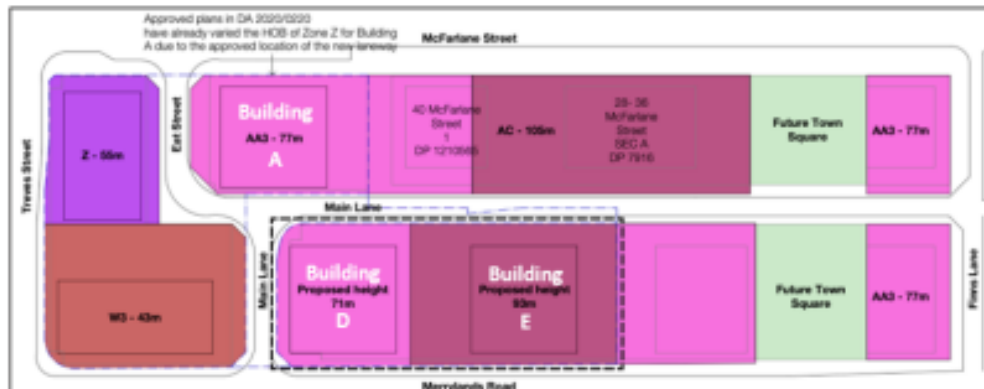 Approved plans in DA 2020/0220
have already varied the HOB of Zone Z for Building
A due to the approved location of the new laneway
McFarlane Street
Treves Street
Z - 55m
Eat Street
Building
AA3 - 77m
A
40 McFarlane
Street
1
DP 1210565
AC - 105m
28- 36
McFarlane
Street
SEC A
DP 7916
Future Town
Square
AA3 - 77m
Main Lane
W3 - 43m
Main Lane
Building
Proposed height
71m
D
Building
Proposed height
93m
E
Future Town
Square
AA3 - 77m
Finns Lane
Merrylands Road